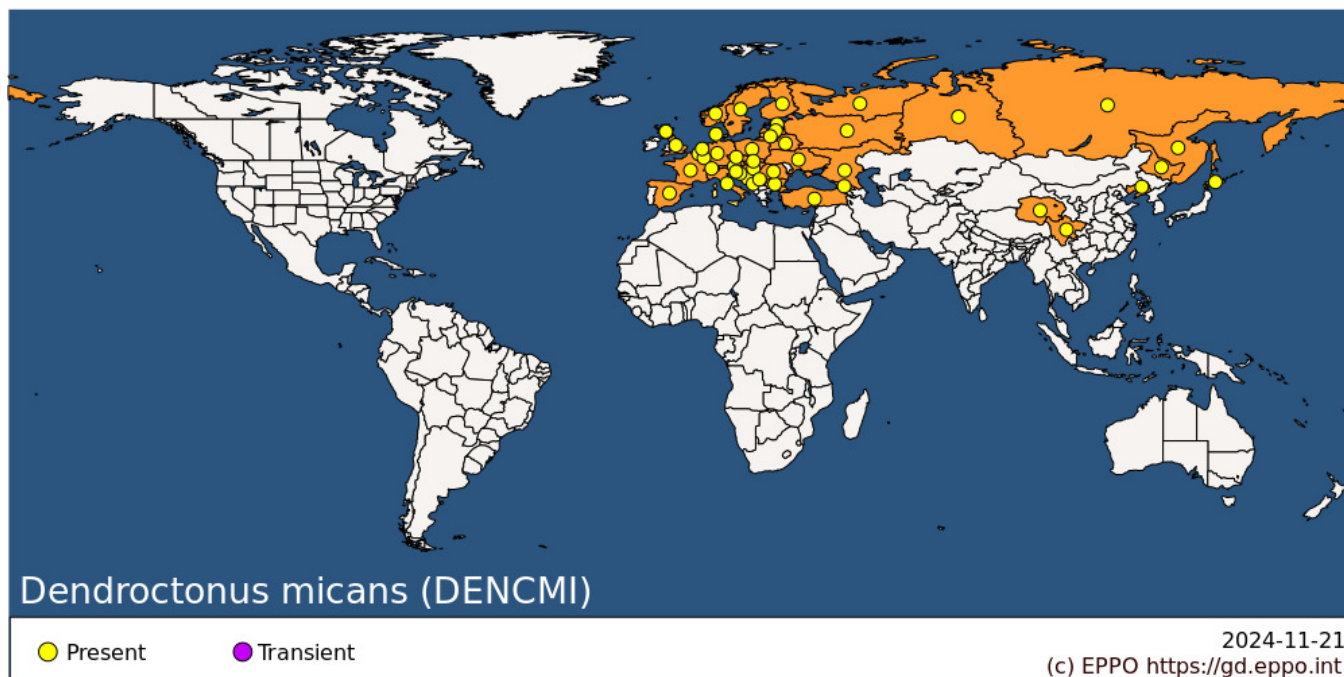 Dendroctonus micans (DENCMI)
Present
Transient
2024-11-21
(c) EPPO https://gd.eppo.int